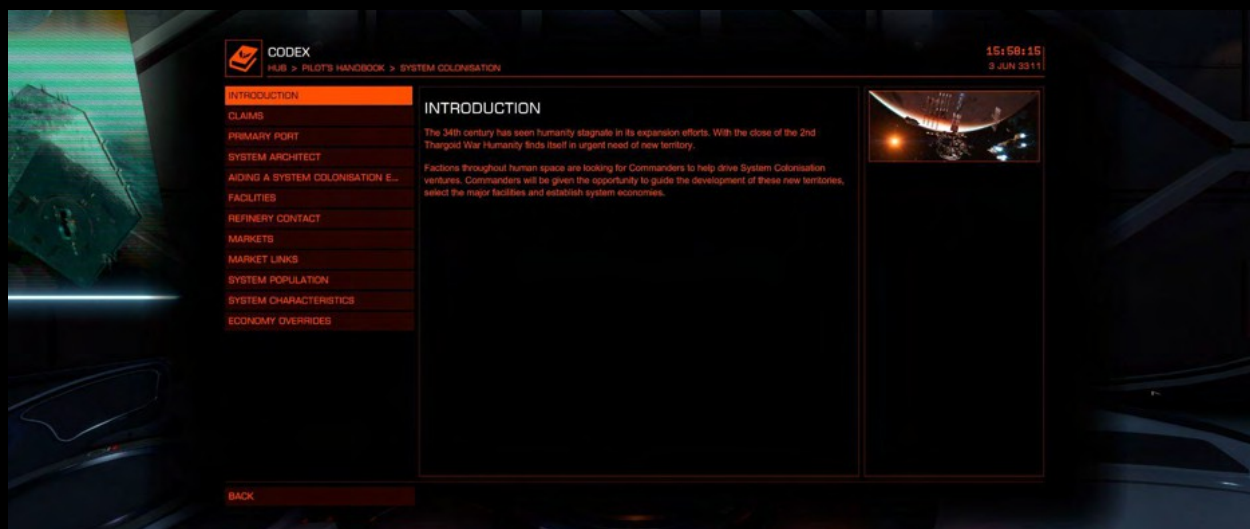 CODEX
HUB > PILOT'S HANDBOOK > SYSTEM COLONISATION
15:58:15
3 JUN 3311
INTRODUCTION
CLAIMS
PRIMARY PORT
SYSTEM ARCHITECT
AIDING A SYSTEM COLONISATION E...
FACILITIES
REFINERY CONTACT
MARKETS
MARKET LINKS
SYSTEM POPULATION
SYSTEM CHARACTERISTICS
ECONOMY OVERRIDES
INTRODUCTION
The 34th century has seen humanity stagnate in its expansion efforts. With the close of the 2nd
Thargoid War Humanity finds itself in urgent need of new territory.
Factions throughout human space are looking for Commanders to help drive System Colonisation
ventures. Commanders will be given the opportunity to guide the development of these new territories,
select the major facilities and establish system economies.
BACK